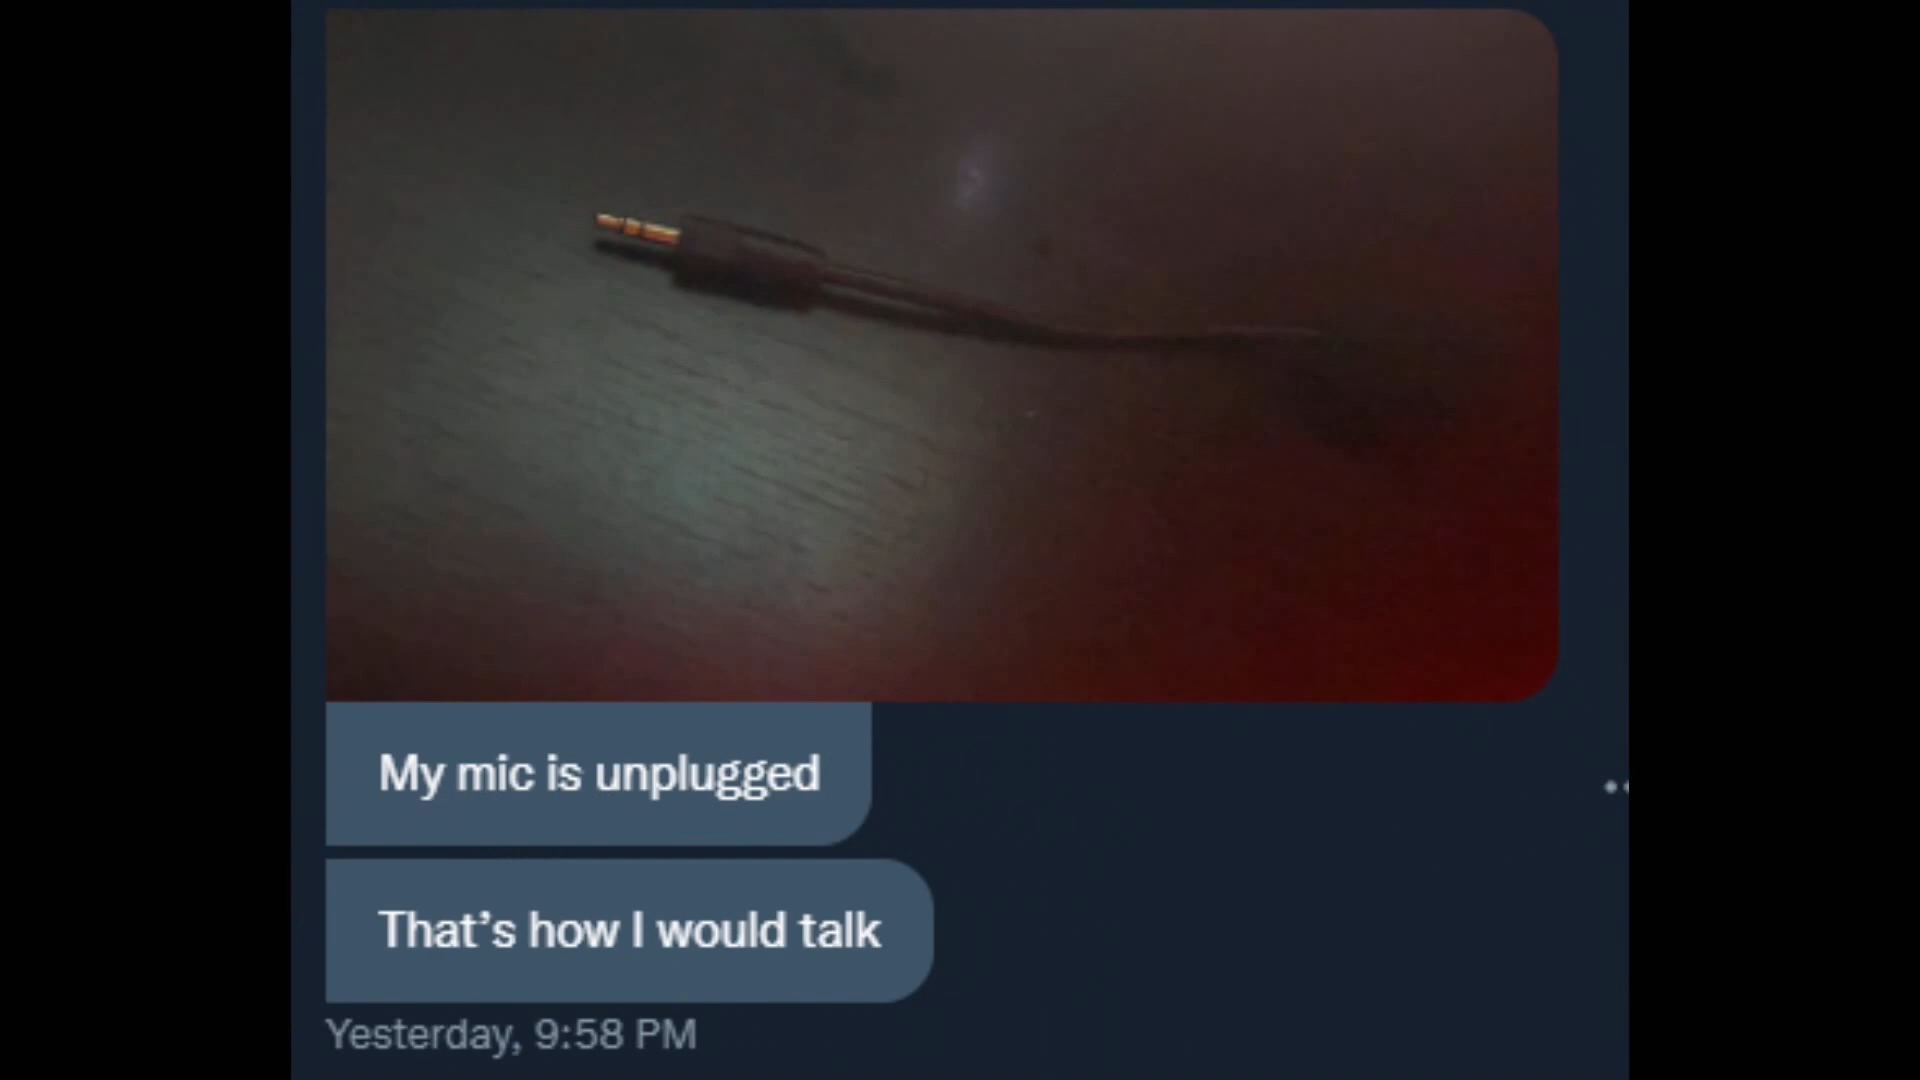 My mic is unplugged
That’s how I would talk
Yesterday, 9:58 PM